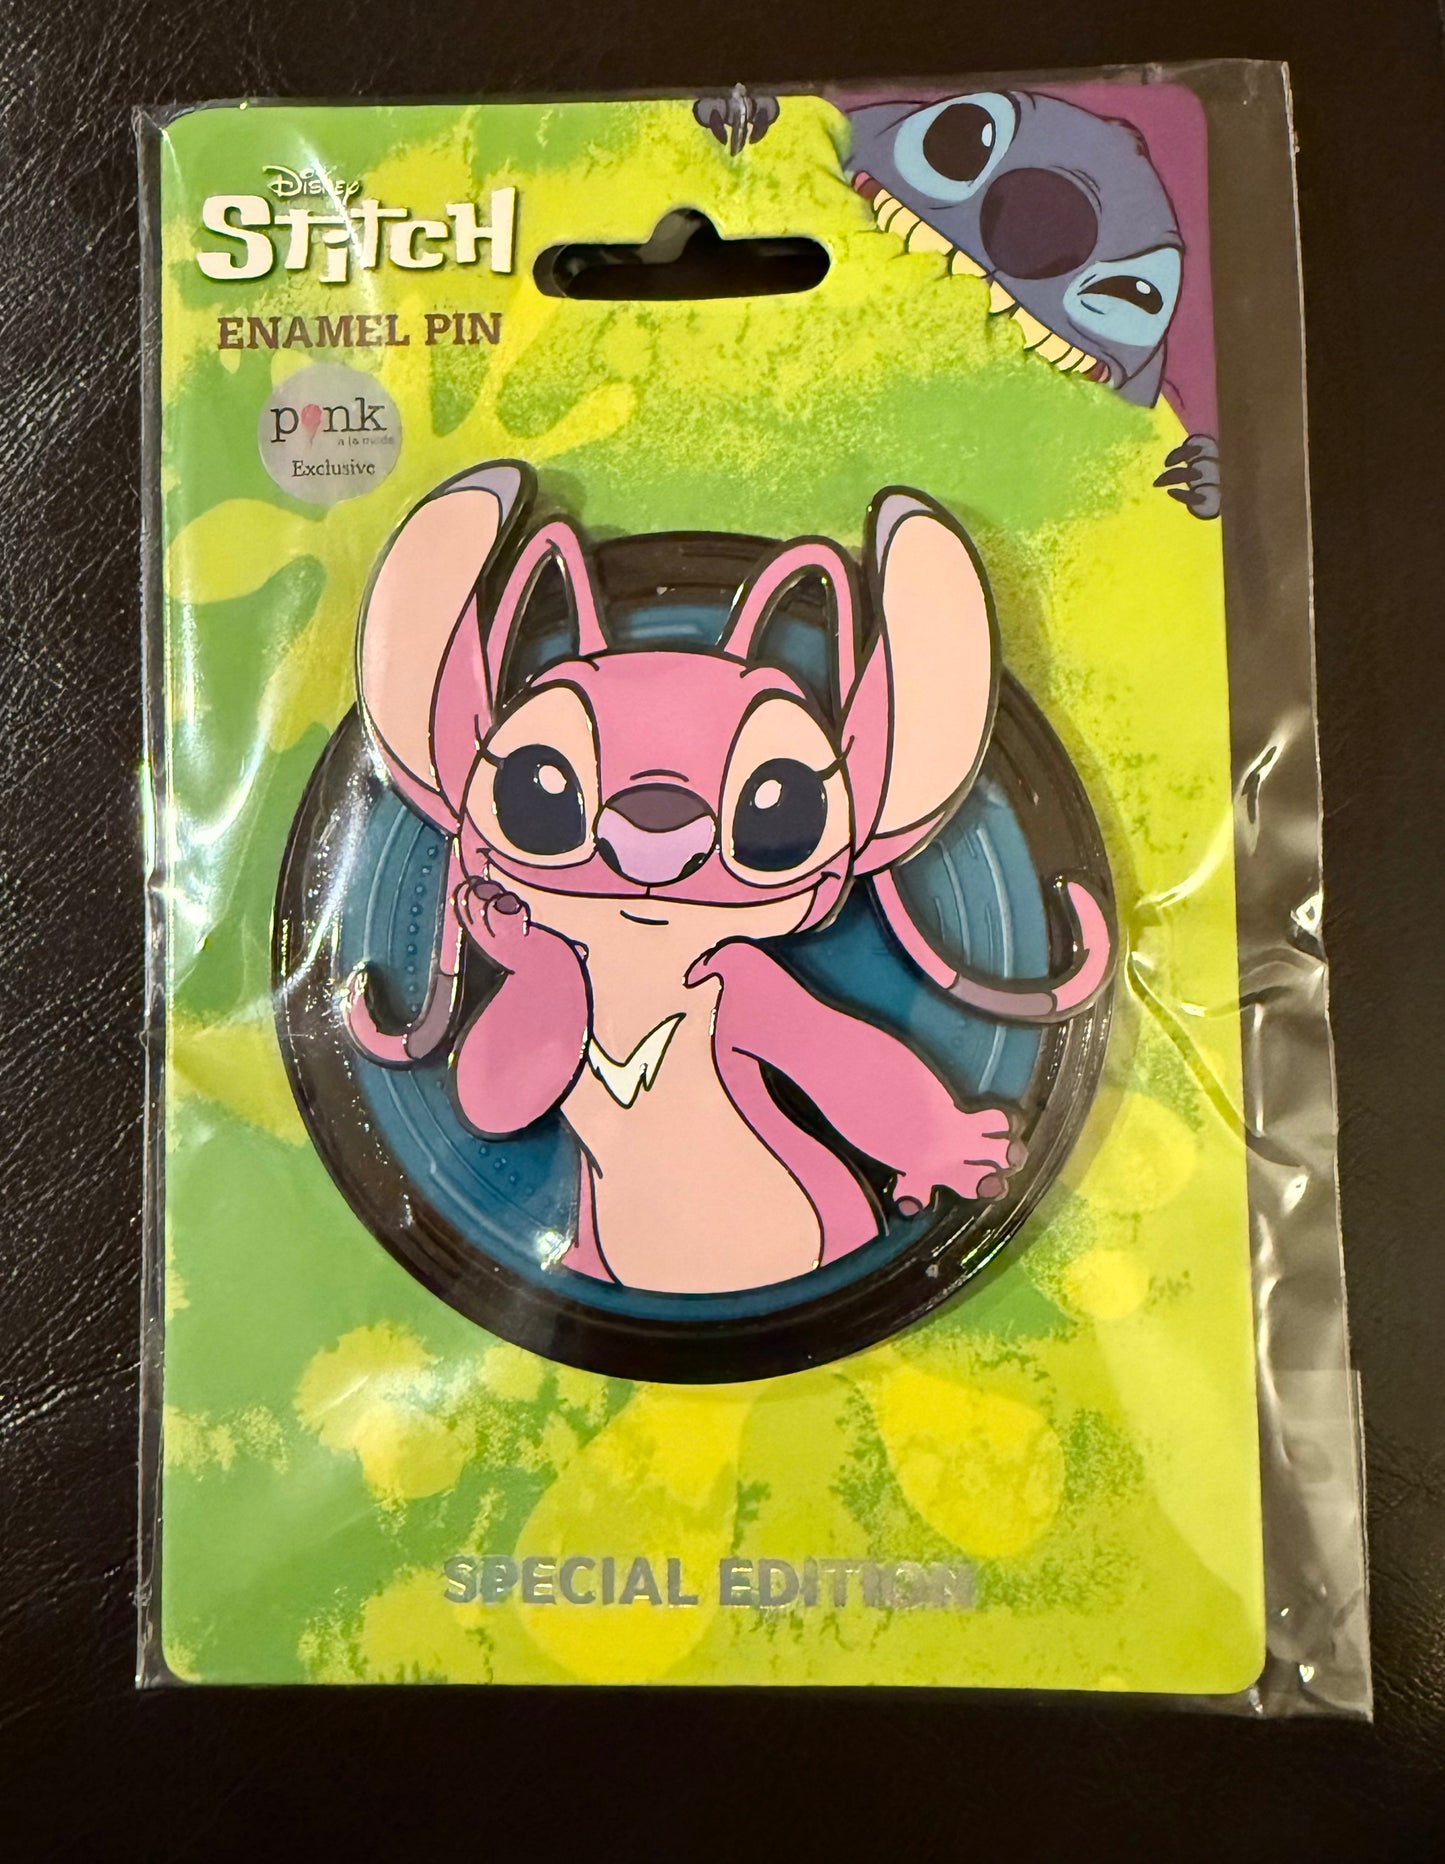 Disney
Stitch
ENAMEL PIN
pink
a la mode
Exclusive
SPECIAL EDITION